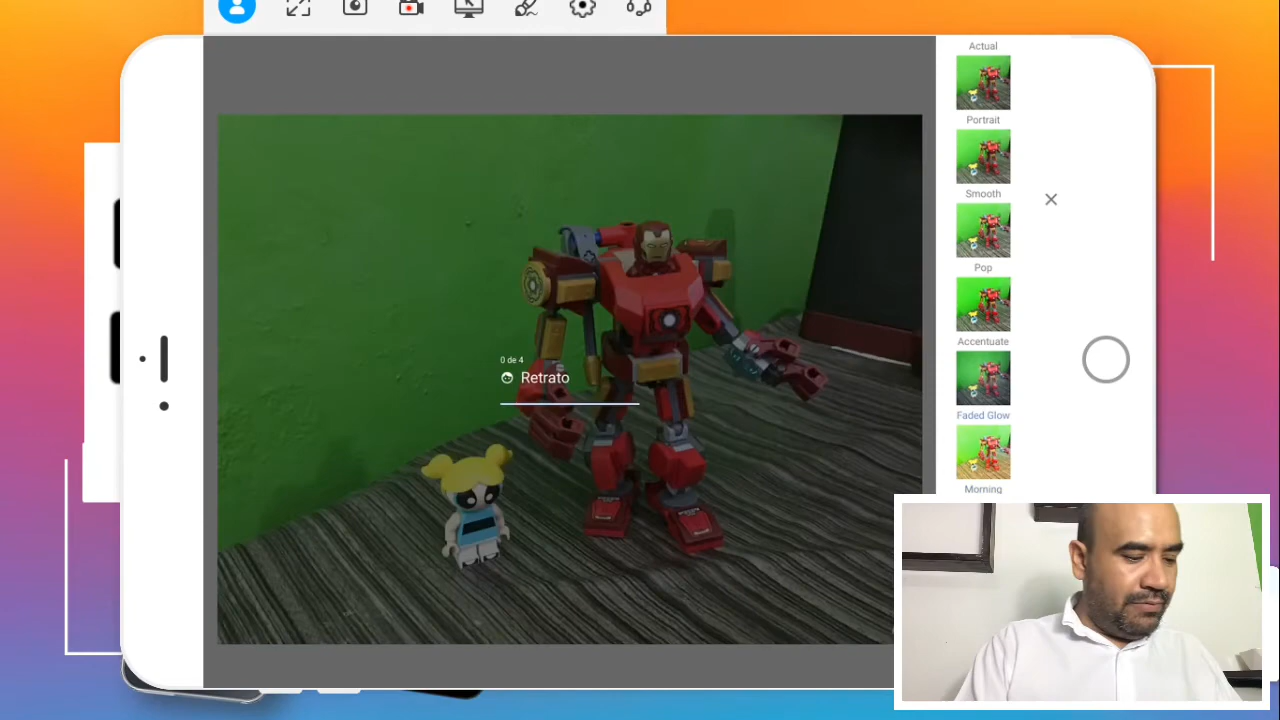 Actual
Portrait
Smooth
Pop
Accentuate
Faded Glow
Morning
0 de 4
Retrato